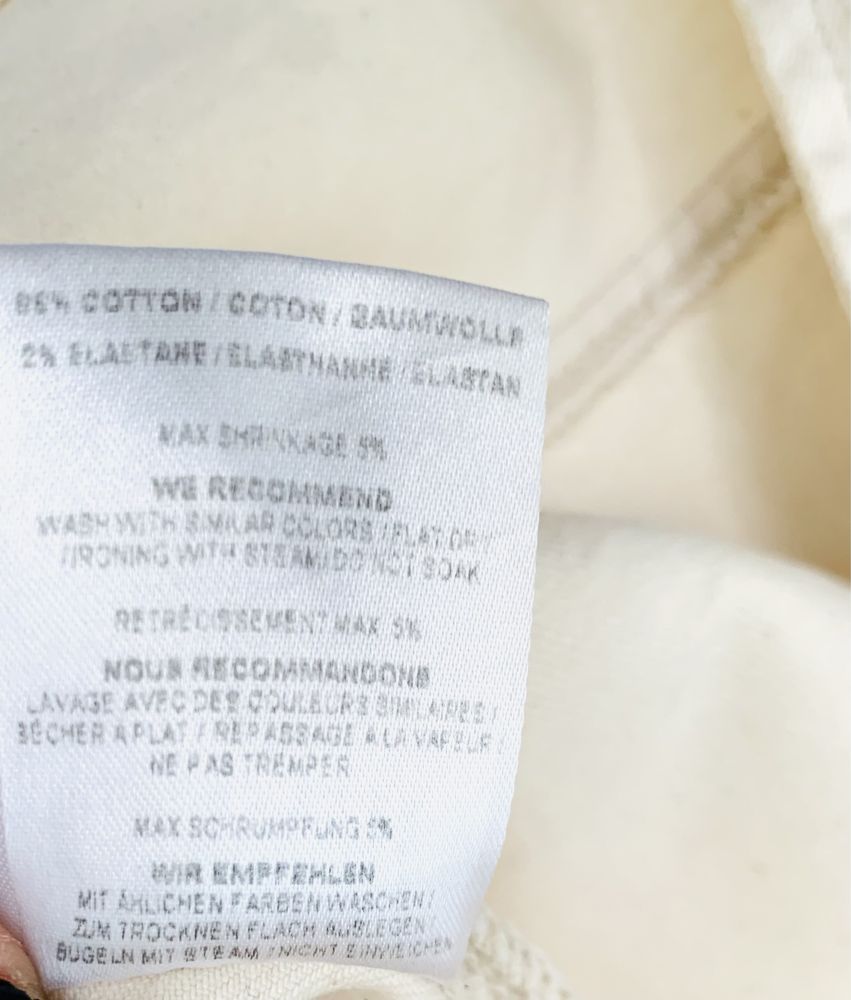 98% COTTON / COTON / BAUMWOLLE
2% ELASTANE / ELASTHANNE / ELASTAN
MAX SHRINKAGE 5%
WE RECOMMEND
WASH WITH SIMILAR COLORS / FLAT DRY
/ IRONING WITH STEAM / DO NOT SOAK
RETRÉCISSEMENT MAX 5%
NOUS RECOMMANDONS
LAVAGE AVEC DES COULEURS SIMILAIRES /
SÉCHER A PLAT / REPASSAGE A LA VAPEUR /
NE PAS TREMPER
MAX SCHRUMPFUNG 5%
WIR EMPFEHLEN
MIT ÄHLICHEN FARBEN WASCHEN /
ZUM TROCKNEN FLACH AUSLEGEN /
BUGELN MIT STEAM / NICHT EINWEICHEN